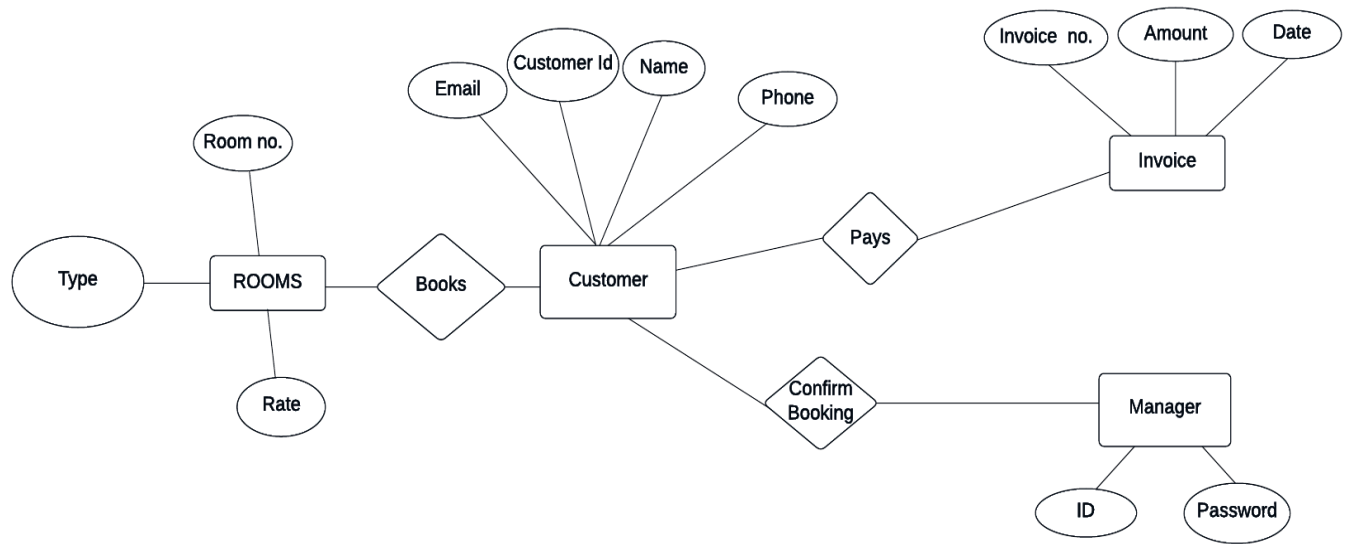 Invoice no.
Amount
Date
Email
Customer Id
Name
Phone
Room no.
Invoice
Type
ROOMS
Books
Customer
Pays
Rate
Confirm
Booking
Manager
ID
Password